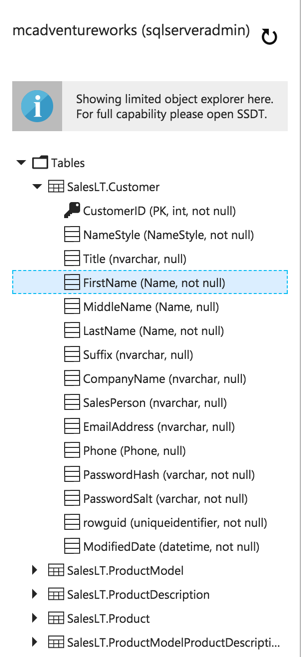 mcadventureworks (sqlserveradmin)
Showing limited object explorer here.
For full capability please open SSDT.
Tables
SalesLT.Customer
CustomerID (PK, int, not null)
NameStyle (NameStyle, not null)
Title (nvarchar, null)
FirstName (Name, not null)
MiddleName (Name, null)
LastName (Name, not null)
Suffix (nvarchar, null)
CompanyName (nvarchar, null)
SalesPerson (nvarchar, null)
EmailAddress (nvarchar, null)
Phone (Phone, null)
PasswordHash (varchar, not null)
PasswordSalt (varchar, not null)
rowguid (uniqueidentifier, not null)
ModifiedDate (datetime, not null)
SalesLT.ProductModel
SalesLT.ProductDescription
SalesLT.Product
SalesLT.ProductModelProductDescripti...